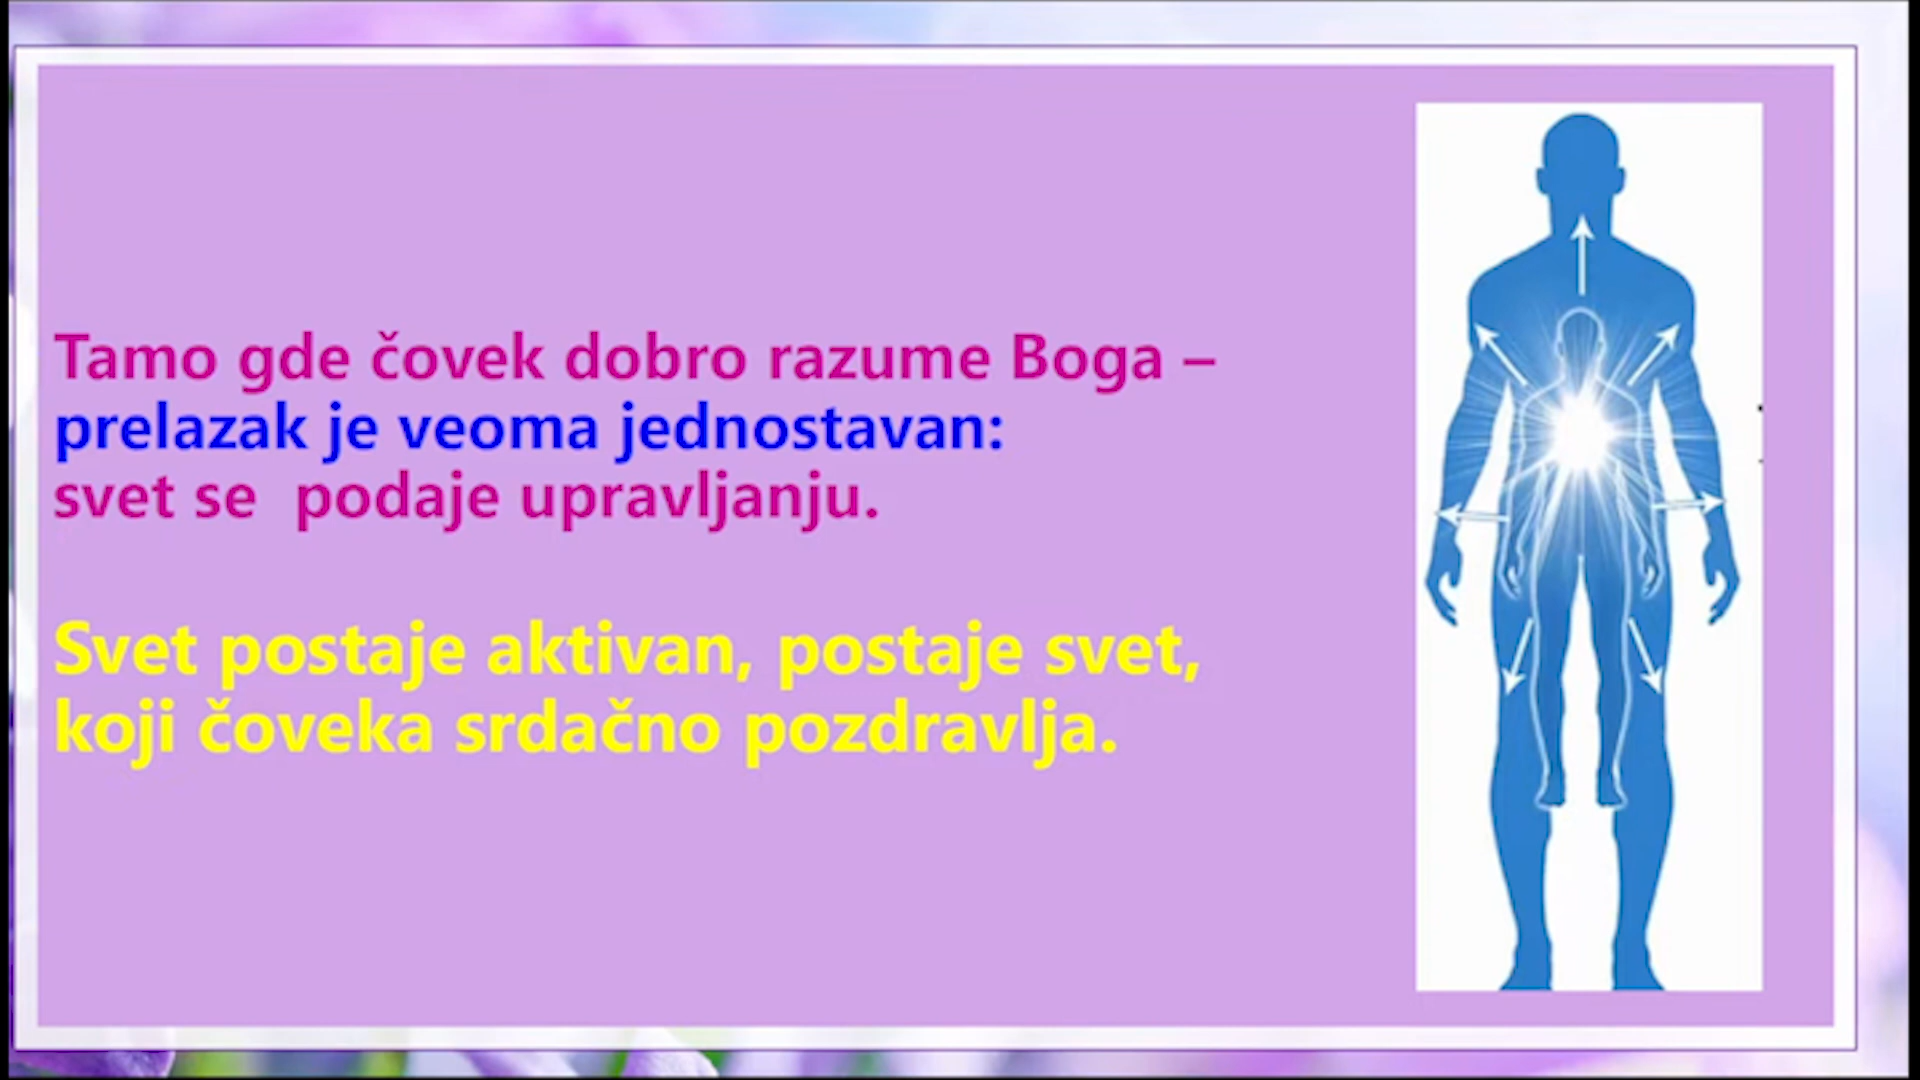 Tamo gde čovek dobro razume Boga –
prelazak je veoma jednostavan:
svet se  podaje upravljanju.
Svet postaje aktivan, postaje svet,
koji čoveka srdačno pozdravlja.